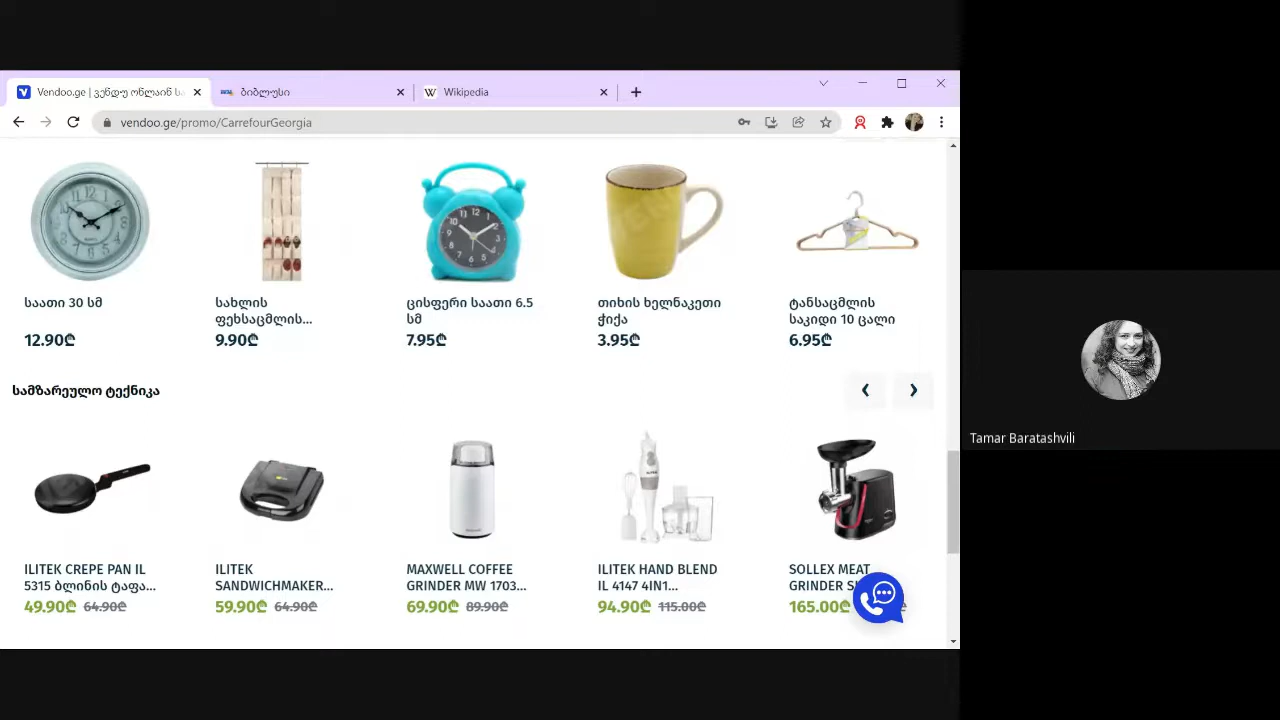 Vendoo.ge | ვენდუ ონლაინ სა
ბიბლუსი
Wikipedia
vendoo.ge/promo/CarrefourGeorgia
საათი 30 სმ
12.90₾
სახლის
ფეხსაცმლის...
9.90₾
ცისფერი საათი 6.5
სმ
7.95₾
თიხის ხელნაკეთი
ჭიქა
3.95₾
ტანსაცმლის
საკიდი 10 ცალი
6.95₾
სამზარეულო ტექნიკა
ILITEK CREPE PAN IL
5315 ბლინის ტაფა...
49.90₾ 64.90₾
ILITEK
SANDWICHMAKER...
59.90₾ 64.90₾
MAXWELL COFFEE
GRINDER MW 1703...
69.90₾ 89.90₾
ILITEK HAND BLEND
IL 4147 4IN1...
94.90₾ 115.00₾
SOLLEX MEAT
GRINDER
165.00₾
Tamar Baratashvili